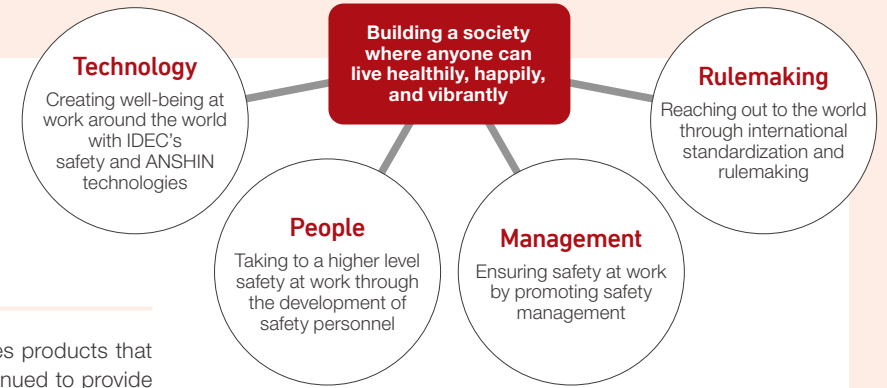 Building a society
where anyone can
live healthily, happily,
and vibrantly
Technology
Creating well-being at
work around the world
with IDEC's
safety and ANSHIN
technologies
People
Taking to a higher level
safety at work through
the development of
safety personnel
Management
Ensuring safety at work
by promoting safety
management
Rulemaking
Reaching out to the world
through international
standardization and
rulemaking
products that
to provide